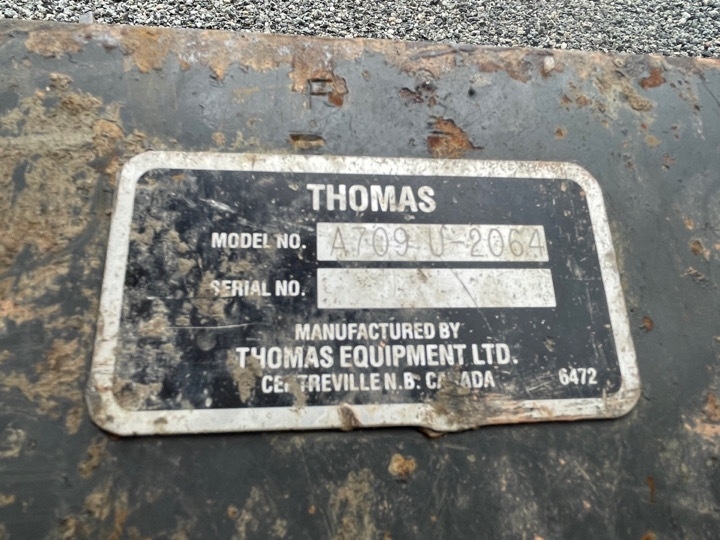 THOMAS
MODEL NO. A709 U-2064
SERIAL NO.
MANUFACTURED BY
THOMAS EQUIPMENT LTD.
CENTREVILLE N.B. CANADA 6472